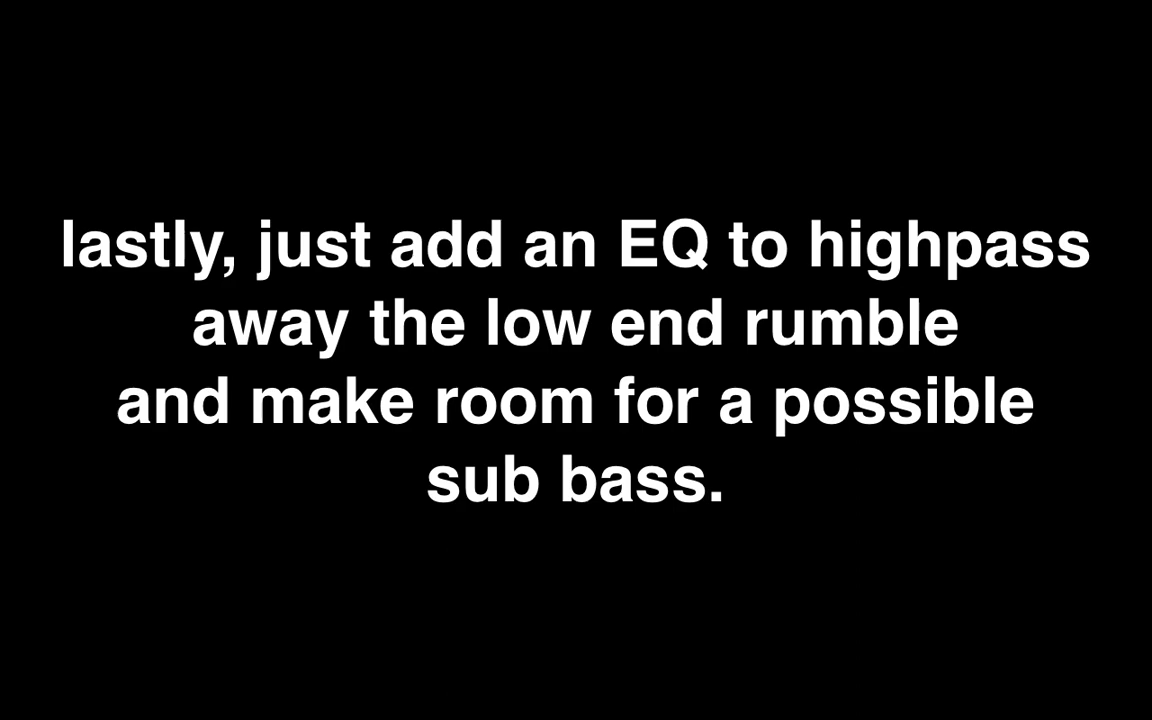 lastly, just add an EQ to highpass
away the low end rumble
and make room for a possible
sub bass.